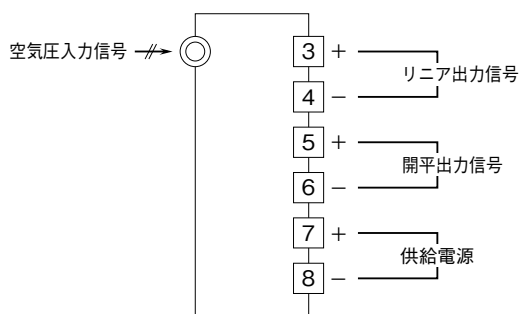 空気圧入力信号
3 +
リニア出力信号
4 −
5 +
開平出力信号
6 −
7 +
供給電源
8 −